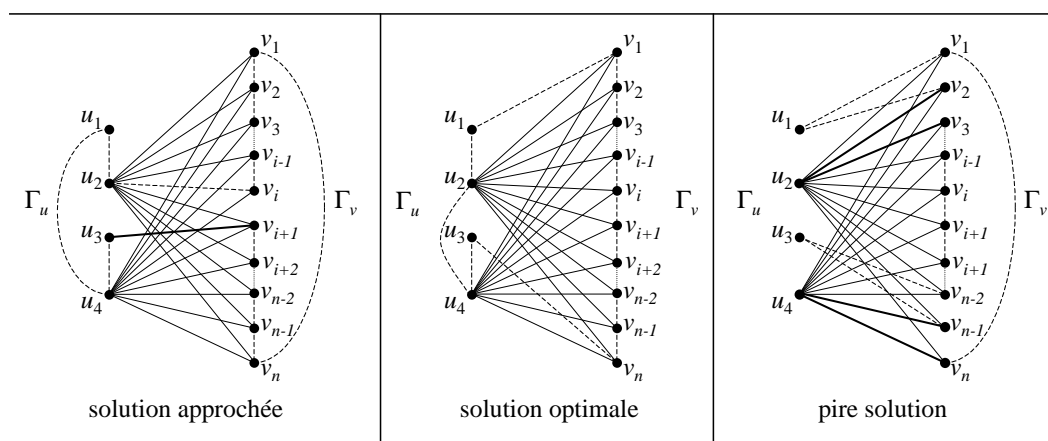 v1
v2
v3
vi-1
vi
vi+1
vi+2
vn-2
vn-1
vn
u1
u2
u3
u4
Γu
Γv
solution approchée
v1
v2
v3
vi-1
vi
vi+1
vi+2
vn-2
vn-1
vn
u1
u2
u3
u4
Γu
Γv
solution optimale
v1
v2
v3
vi-1
vi
vi+1
vi+1
vn-2
vn-1
vn
u1
u2
u3
u4
Γu
Γv
pire solution